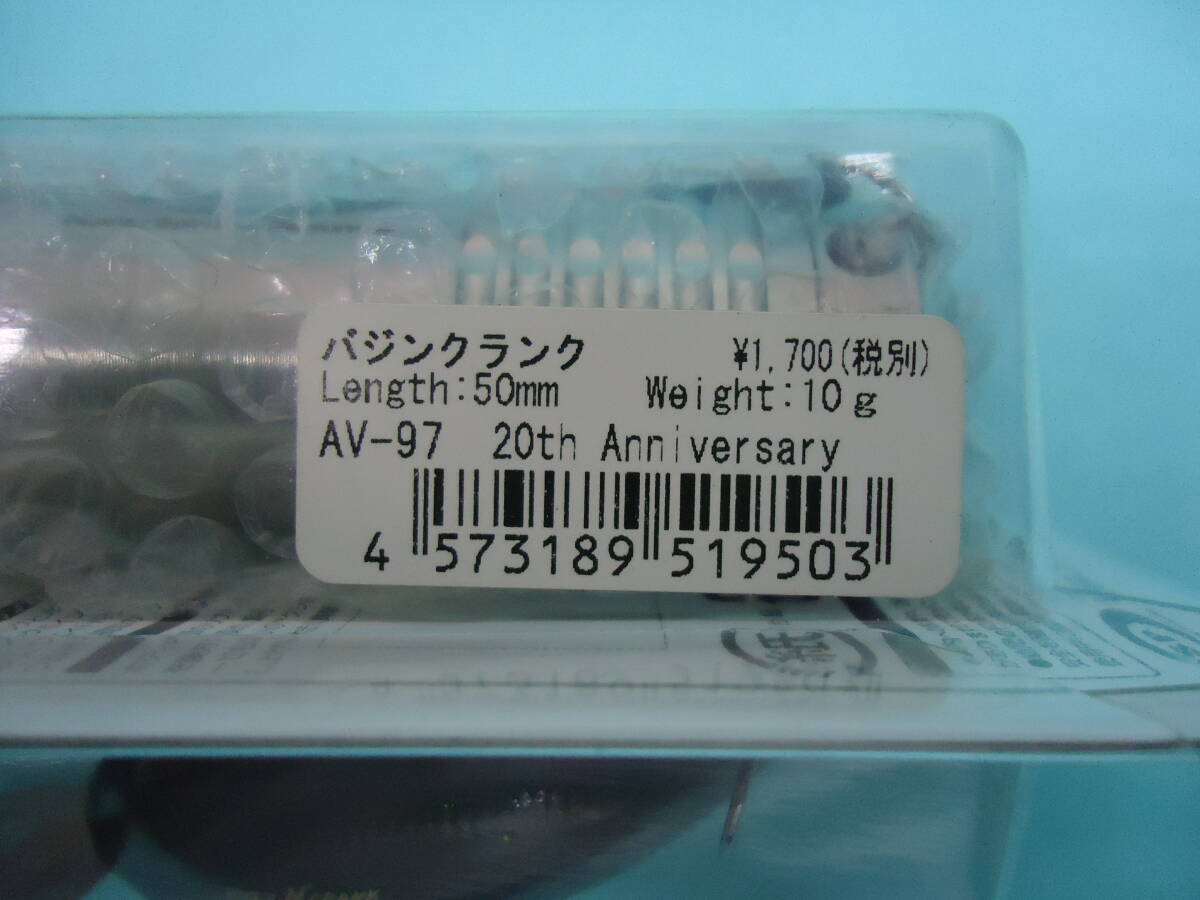 バジンクランク ¥1,700(税別)
Length:50mm Weight:10g
AV-97 20th Anniversary
4 573189 519503
紙